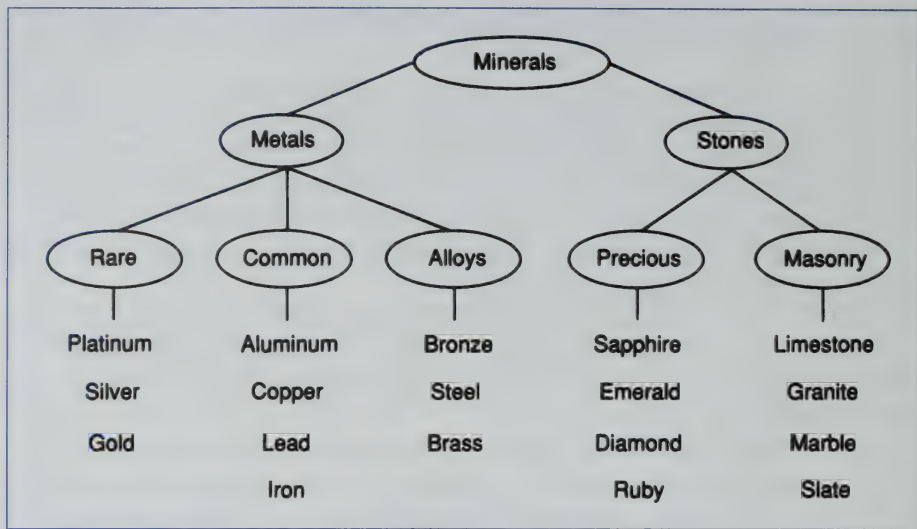 Minerals
Metals Stones
Rare Common Alloys Precious Masonry
Platinum Aluminum Bronze Sapphire Limestone
Silver Copper Steel Emerald Granite
Gold Lead Brass Diamond Marble
Iron Ruby Slate